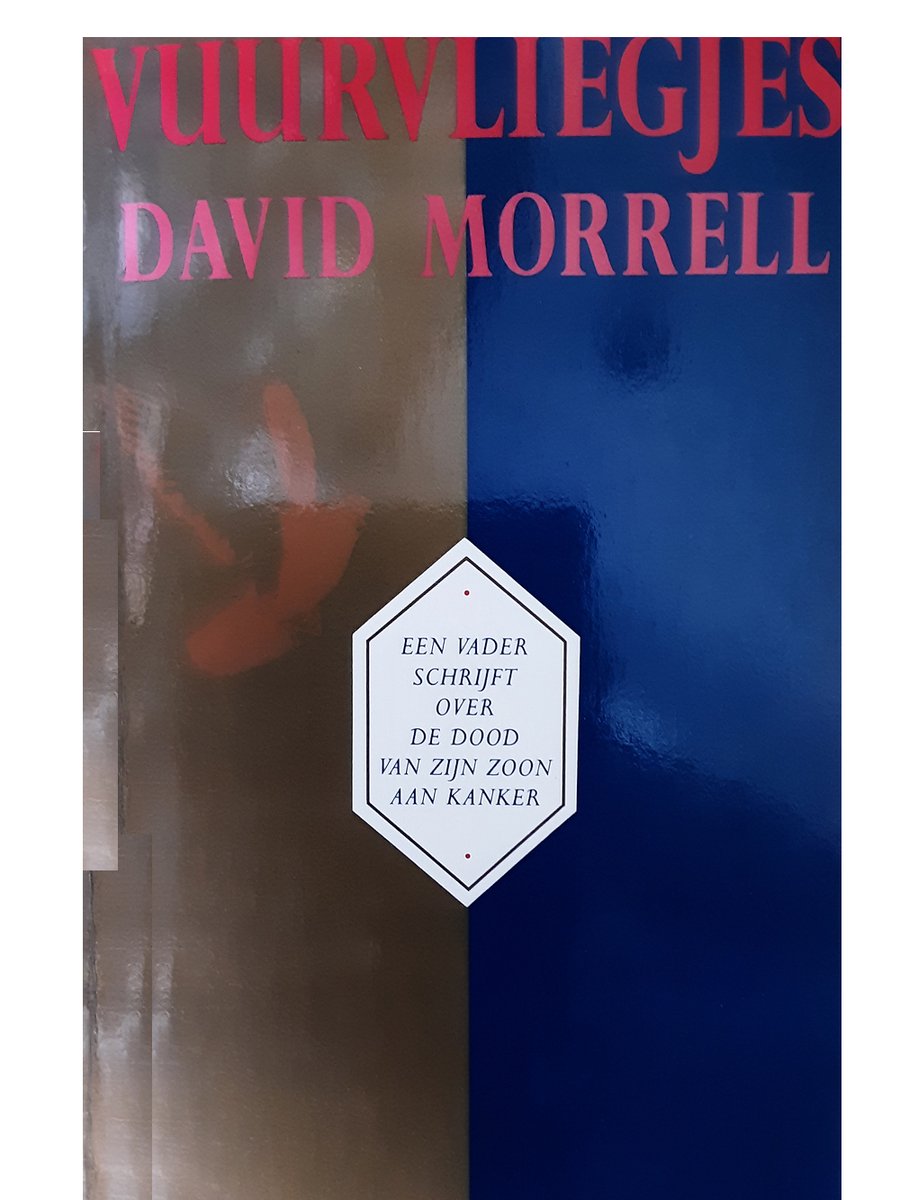 VUURVLIEGJES
DAVID MORRELL
EEN VADER
SCHRIJFT
OVER
DE DOOD
VAN ZIJN ZOON
AAN KANKER